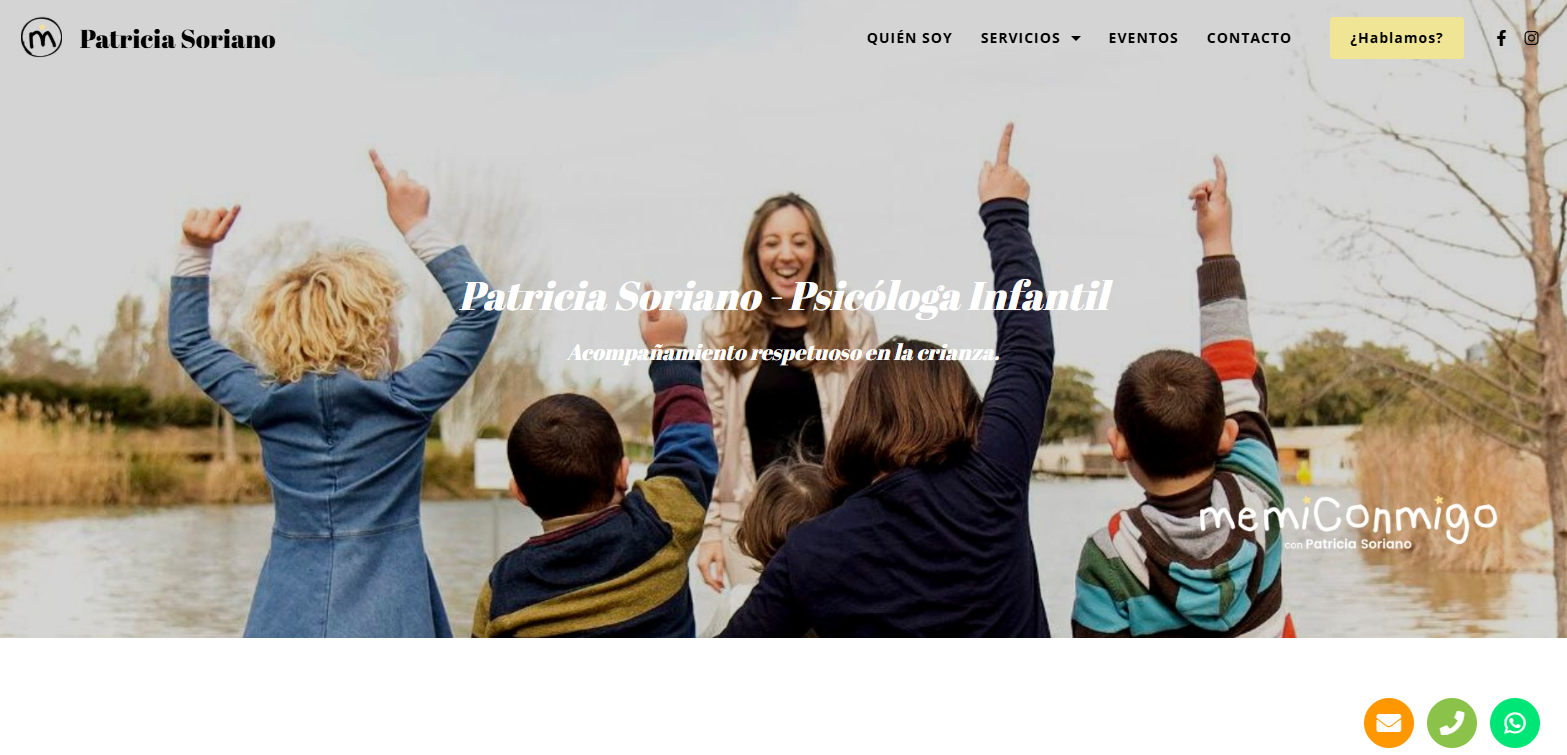 m Patricia Soriano
QUIÉN SOY SERVICIOS EVENTOS CONTACTO ¿Hablamos?
Patricia Soriano - Psicóloga Infantil
Acompañamiento respetuoso en la crianza.
memiConmigo
con Patricia Soriano